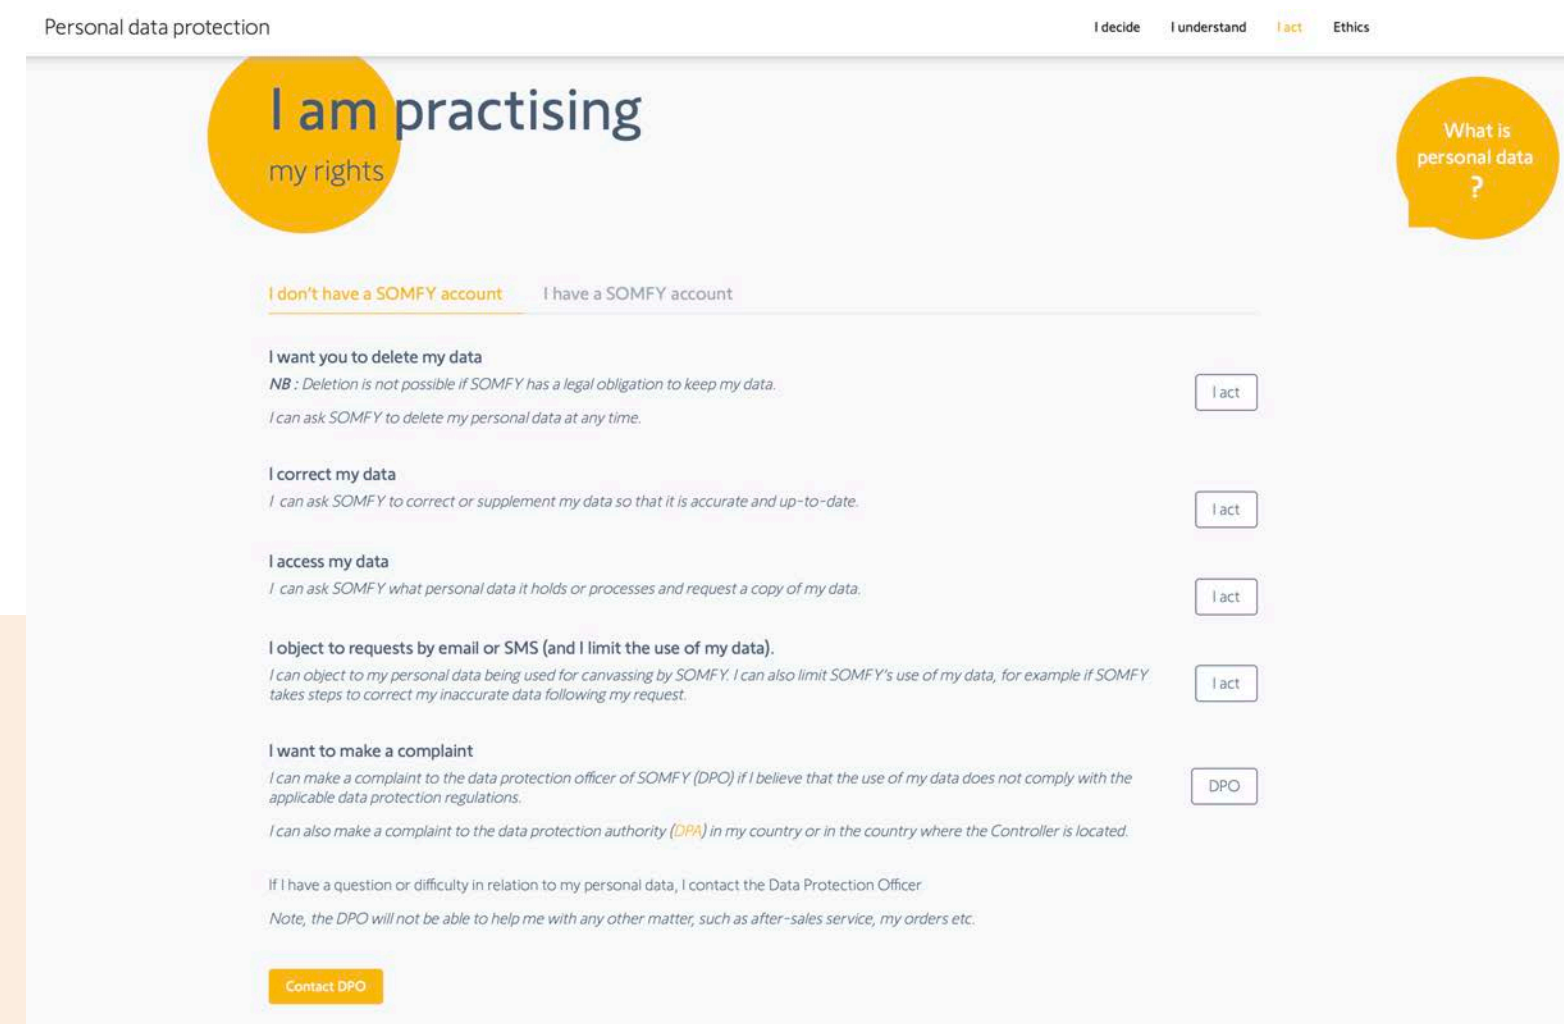 Personal data protection
I decide I understand I act Ethics
I am practising
my rights
What is
personal data
?
I don't have a SOMFY account I have a SOMFY account
I want you to delete my data
NB : Deletion is not possible if SOMFY has a legal obligation to keep my data.
I act
I can ask SOMFY to delete my personal data at any time.
I correct my data
I can ask SOMFY to correct or supplement my data so that it is accurate and up-to-date.
I act
I access my data
I can ask SOMFY what personal data it holds or processes and request a copy of my data.
I act
I object to requests by email or SMS (and I limit the use of my data).
I can object to my personal data being used for canvassing by SOMFY. I can also limit SOMFY's use of my data, for example if SOMFY
takes steps to correct my inaccurate data following my request.
I act
I want to make a complaint
I can make a complaint to the data protection officer of SOMFY (DPO) if I believe that the use of my data does not comply with the
applicable data protection regulations.
DPO
I can also make a complaint to the data protection authority (DPA) in my country or in the country where the Controller is located.
If I have a question or difficulty in relation to my personal data, I contact the Data Protection Officer
Note, the DPO will not be able to help me with any other matter, such as after-sales service, my orders etc.
Contact DPO